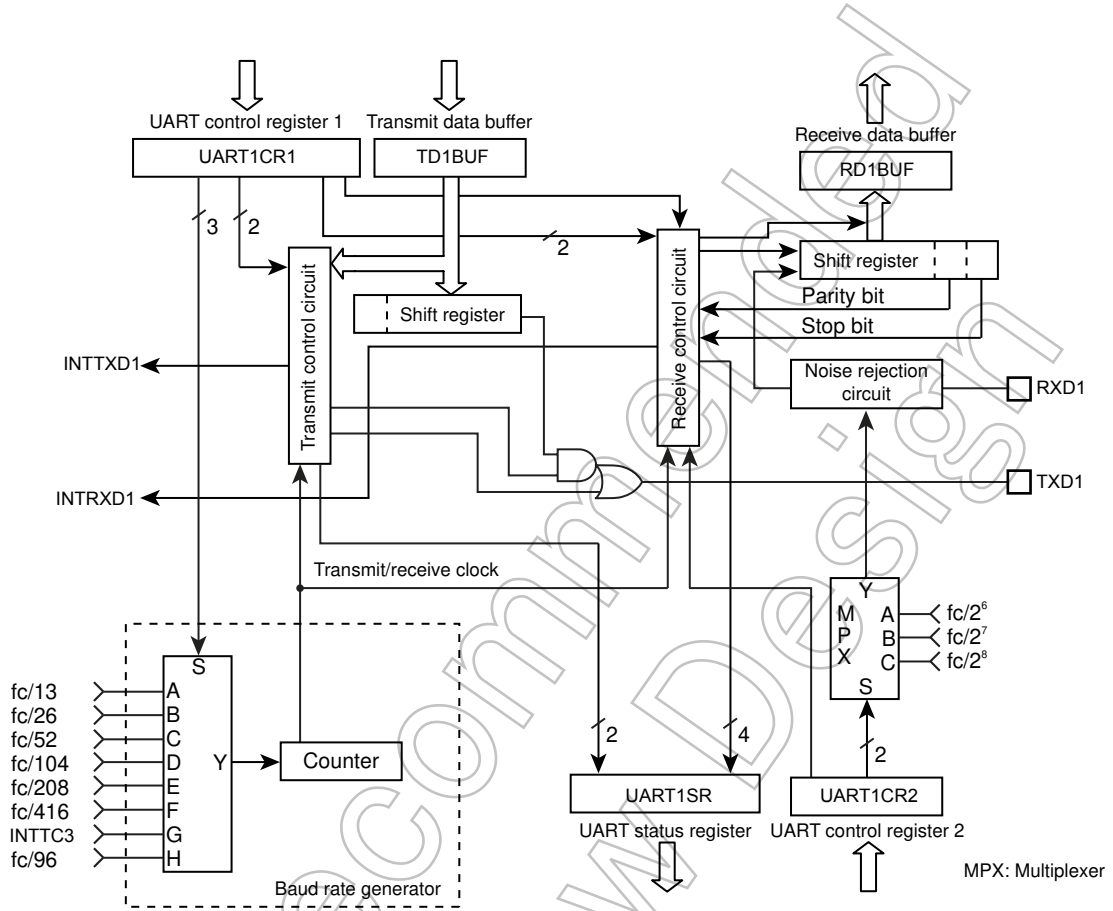 UART control register 1
Transmit data buffer
Receive data buffer
UART1CR1
TD1BUF
RD1BUF
3
2
2
Transmit control circuit
Receive control circuit
Shift register
Shift register
Parity bit
Stop bit
INTTXD1
Noise rejection
circuit
RXD1
INTRXD1
TXD1
Transmit/receive clock
Y
M
P
X
A
B
C
S
fc/2⁶
fc/2⁷
fc/2⁸
S
fc/13
A
fc/26
B
fc/52
C
fc/104
D
fc/208
E
fc/416
F
INTTC3
G
fc/96
H
Y
Counter
2
4
2
UART1SR
UART1CR2
UART status register
UART control register 2
Baud rate generator
MPX: Multiplexer
ecommended
w Design